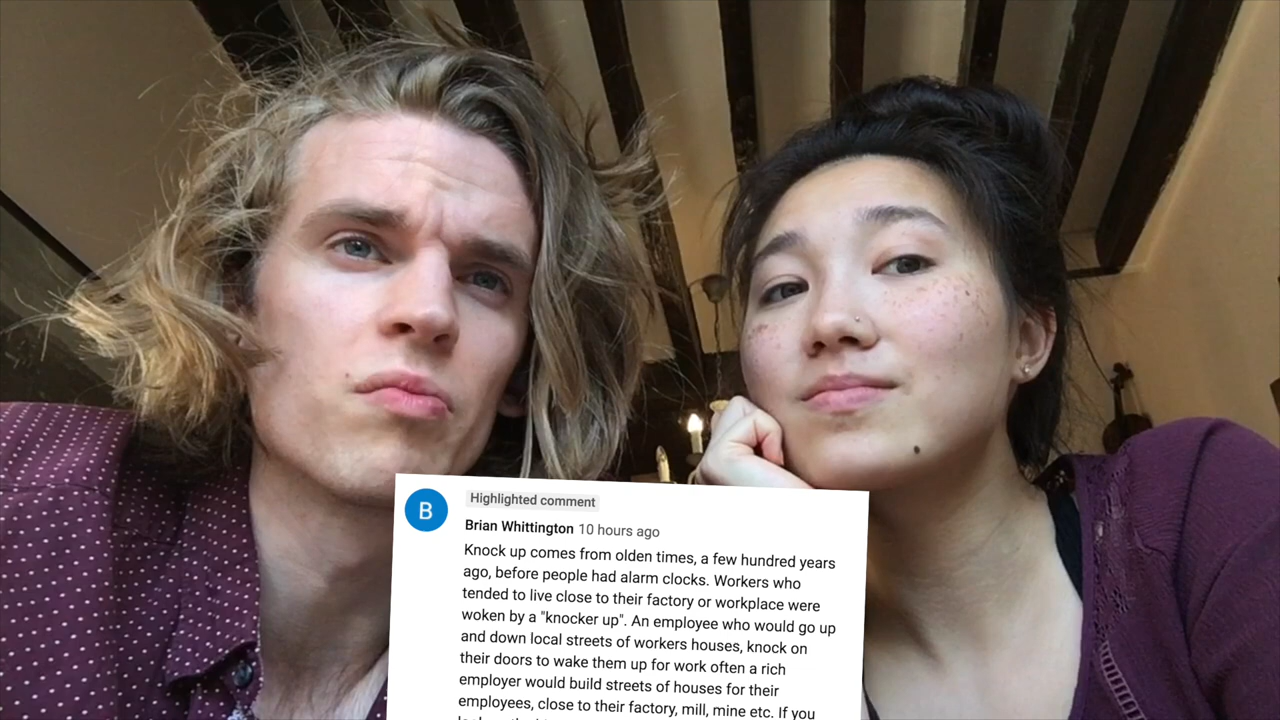 B
Highlighted comment
Brian Whittington 10 hours ago
Knock up comes from olden times, a few hundred years
ago, before people had alarm clocks. Workers who
tended to live close to their factory or workplace were
woken by a "knocker up". An employee who would go up
and down local streets of workers houses, knock on
their doors to wake them up for work often a rich
employer would build streets of houses for their
employees, close to their factory, mill, mine etc. If you